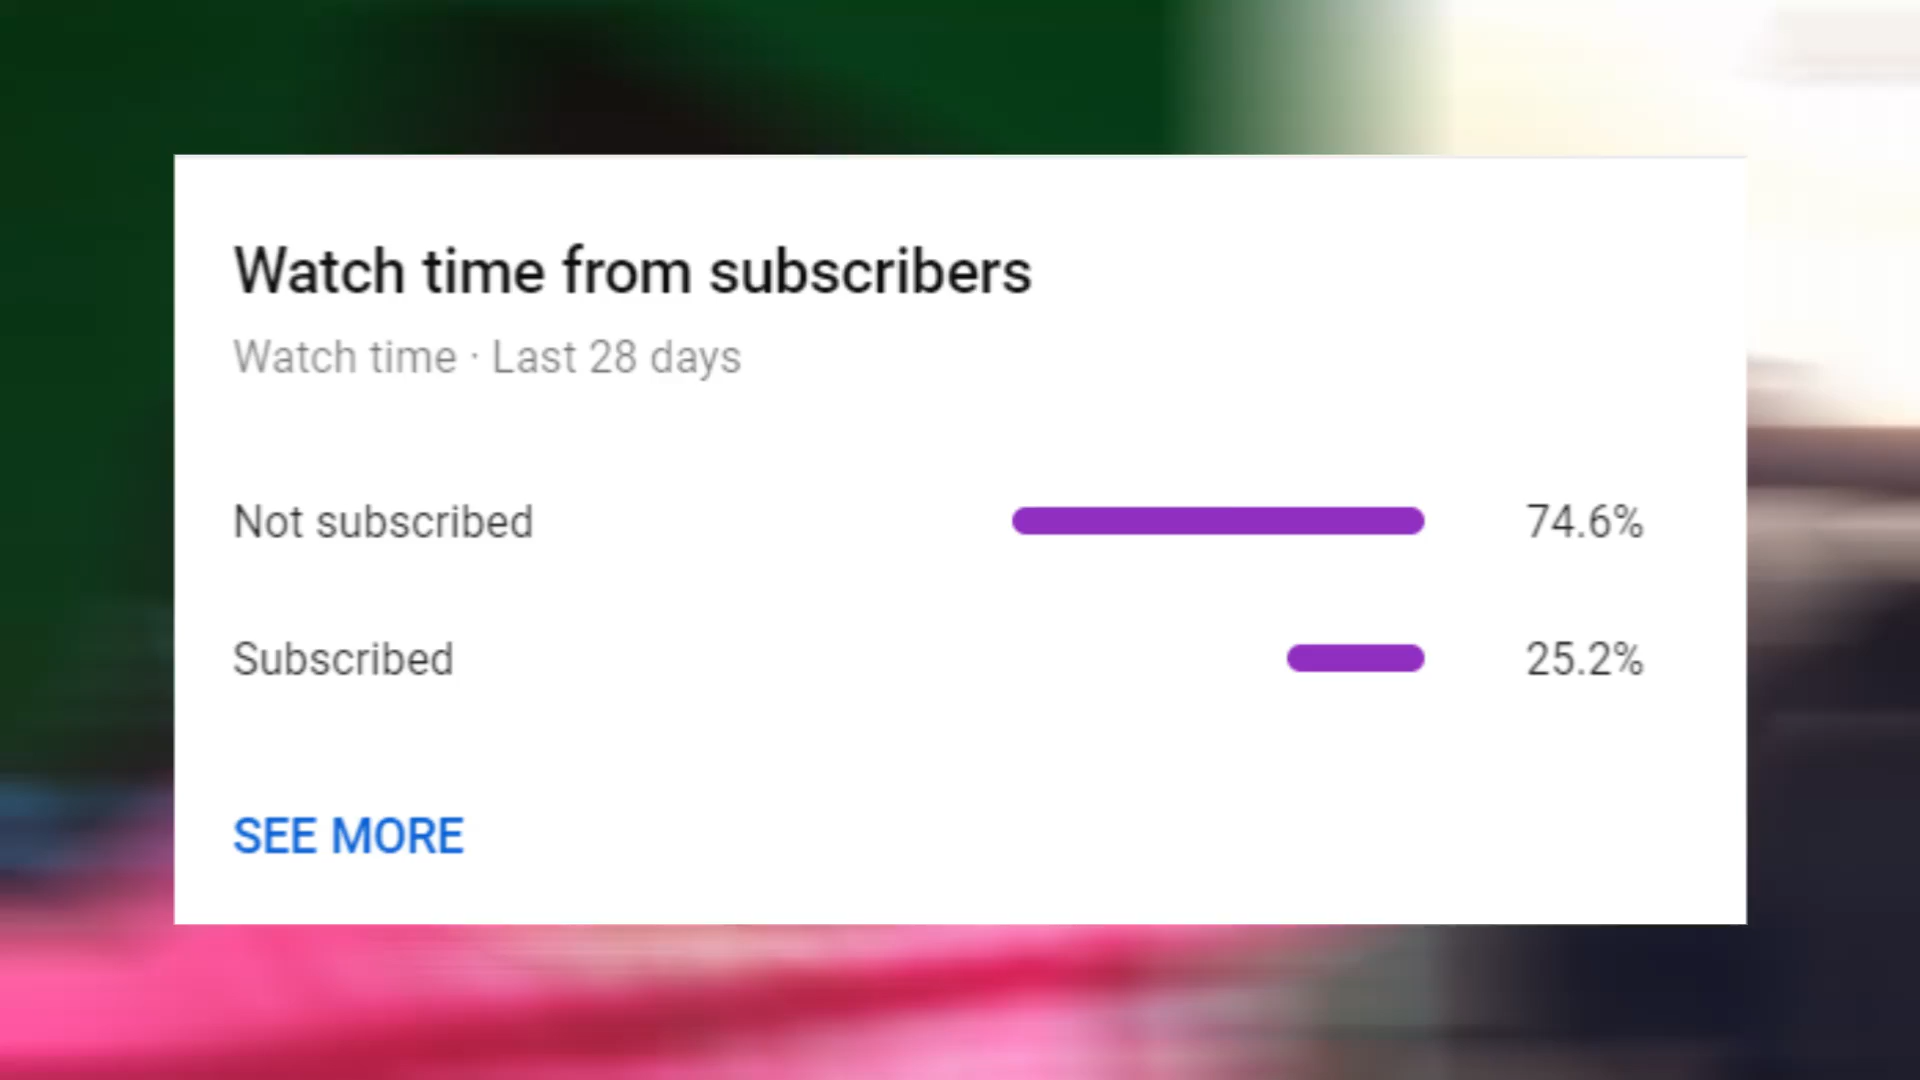 Watch time from subscribers
Watch time · Last 28 days
Not subscribed 74.6%
Subscribed 25.2%
SEE MORE